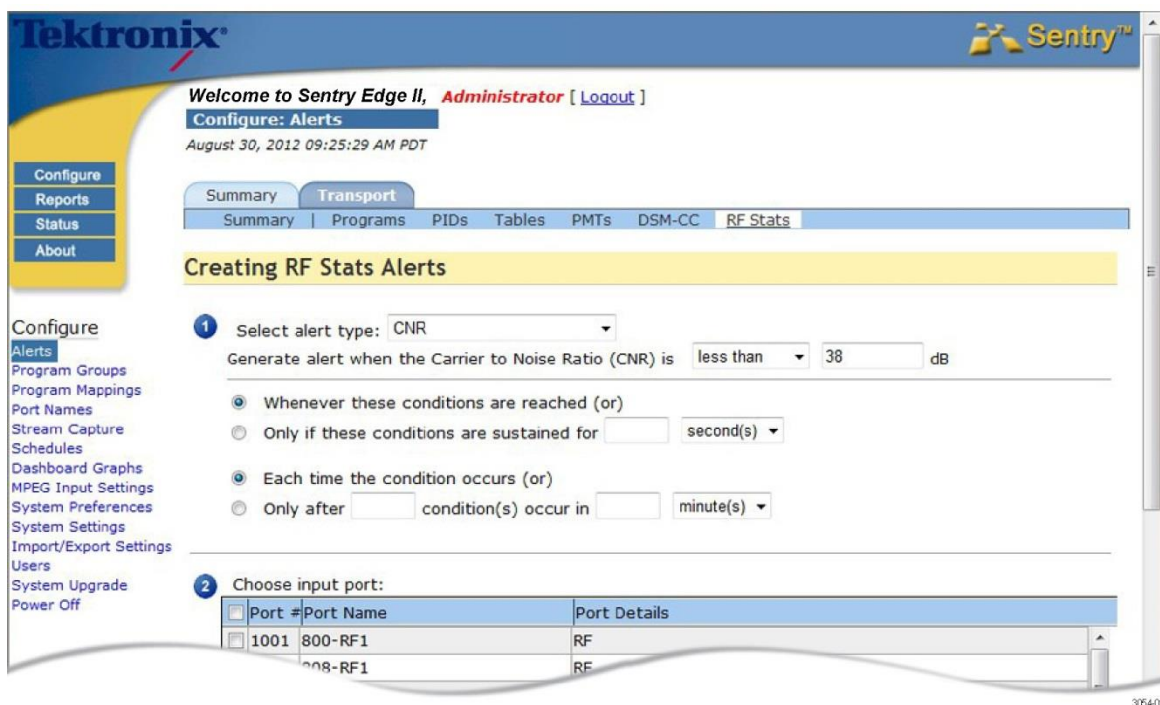 Tektronix
Sentry™
Welcome to Sentry Edge II, Administrator [ Logout ]
Configure: Alerts
August 30, 2012 09:25:29 AM PDT
Configure
Reports
Status
About
Summary Transport
Summary | Programs PIDs Tables PMTs DSM-CC RF Stats
Creating RF Stats Alerts
Configure
Alerts
Program Groups
Program Mappings
Port Names
Stream Capture
Schedules
Dashboard Graphs
MPEG Input Settings
System Preferences
System Settings
Import/Export Settings
Users
System Upgrade
Power Off
1 Select alert type: CNR
Generate alert when the Carrier to Noise Ratio (CNR) is less than 38 dB
Whenever these conditions are reached (or)
Only if these conditions are sustained for second(s)
Each time the condition occurs (or)
Only after condition(s) occur in minute(s)
2 Choose input port:
Port # Port Name Port Details
1001 800-RF1 RF
808-RF1 RF